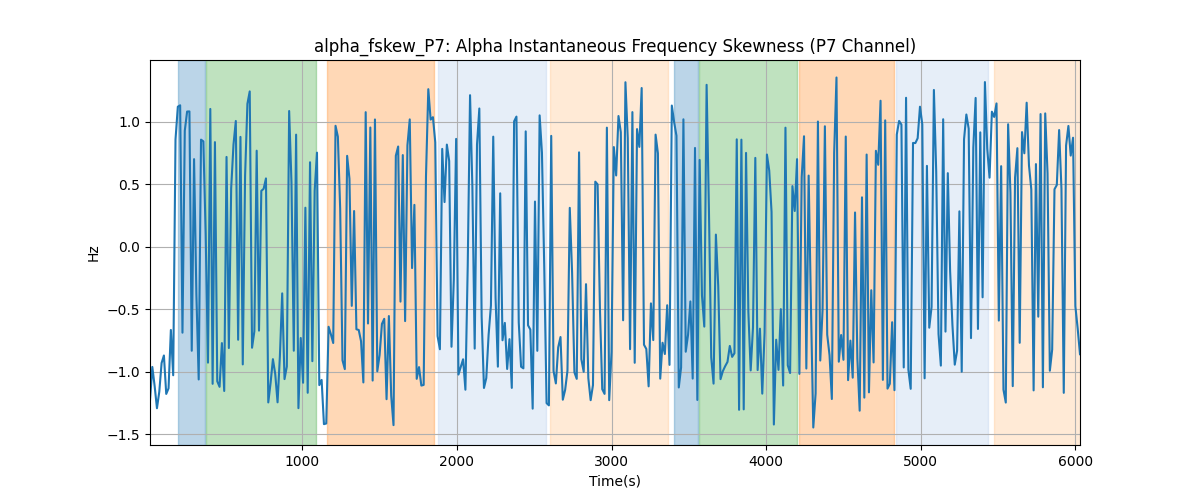 alpha_fskew_P7: Alpha Instantaneous Frequency Skewness (P7 Channel)
1.0
0.5
0.0
−0.5
−1.0
−1.5
Hz
1000 2000 3000 4000 5000 6000
Time(s)